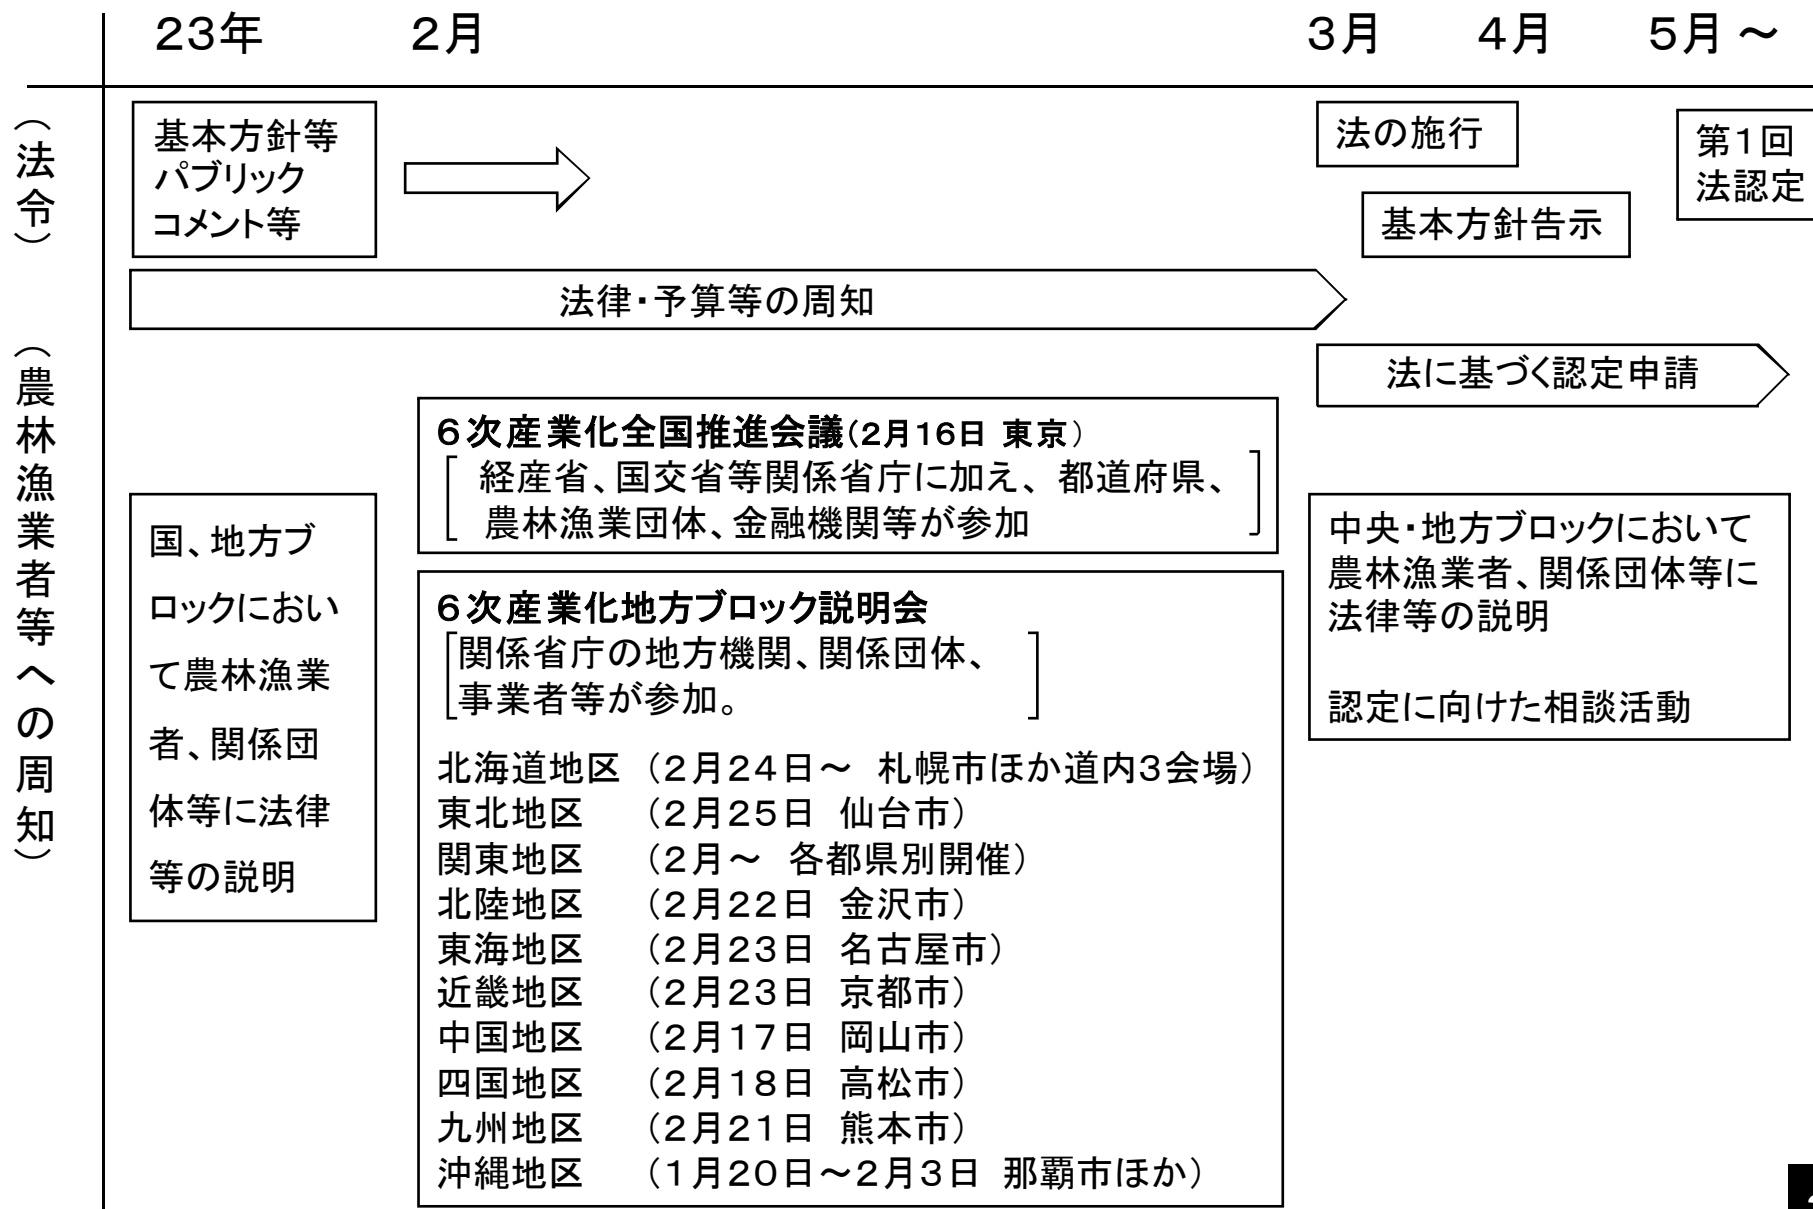 23年 2月 3月 4月 5月~
(法令)
基本方針等
パブリック
コメント等
法の施行
基本方針告示
第1回
法認定
法律・予算等の周知
(農林漁業者等への周知)
法に基づく認定申請
国、地方ブ
ロックにおい
て農林漁業
者、関係団
体等に法律
等の説明
6次産業化全国推進会議(2月16日 東京)
経産省、国交省等関係省庁に加え、都道府県、
農林漁業団体、金融機関等が参加
6次産業化地方ブロック説明会
関係省庁の地方機関、関係団体、
事業者等が参加。
北海道地区 (2月24日~ 札幌市ほか道内3会場)
東北地区 (2月25日 仙台市)
関東地区 (2月~ 各都県別開催)
北陸地区 (2月22日 金沢市)
東海地区 (2月23日 名古屋市)
近畿地区 (2月23日 京都市)
中国地区 (2月17日 岡山市)
四国地区 (2月18日 高松市)
九州地区 (2月21日 熊本市)
沖縄地区 (1月20日~2月3日 那覇市ほか)
中央・地方ブロックにおいて
農林漁業者、関係団体等に
法律等の説明
認定に向けた相談活動